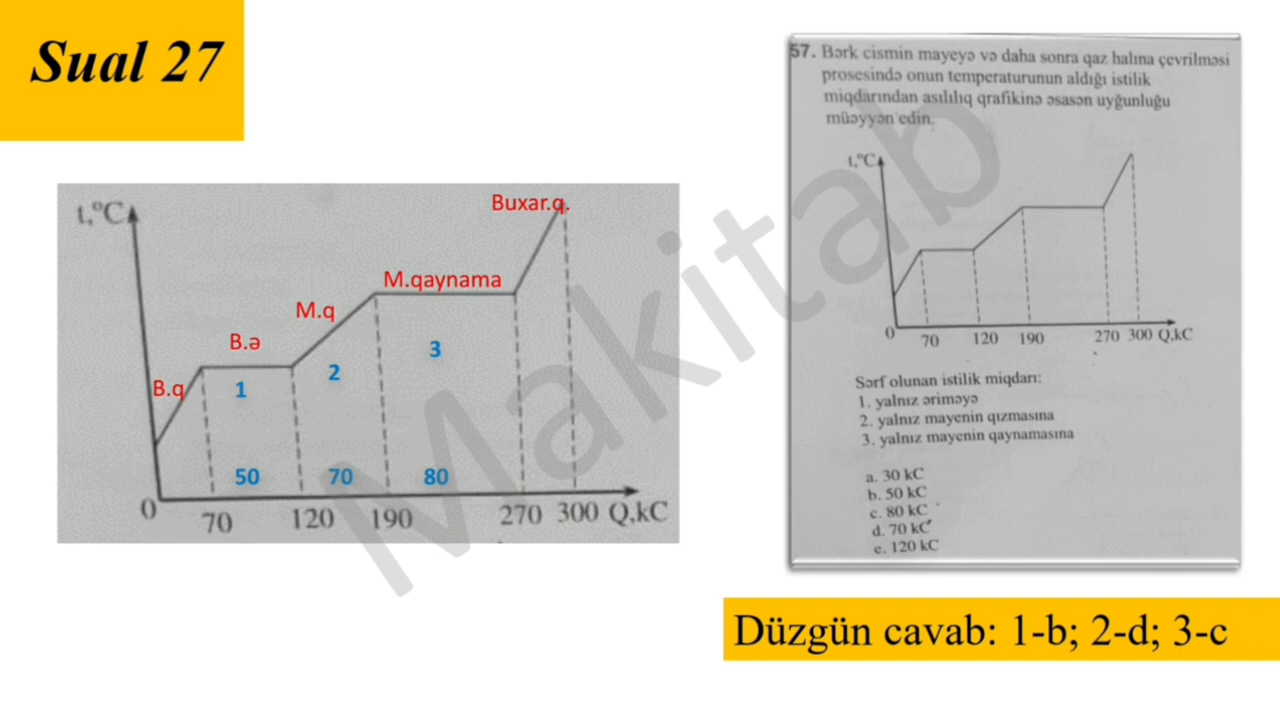 Sual 27
t,°C
Buxar.q.
M.qaynama
M.q
B.ə
3
2
B.q
1
50
70
80
0
70
120
190
270
300
Q,kC
57. Bərk cismin mayeyə və daha sonra qaz halına çevrilməsi
prosesində onun temperaturunun aldığı istilik
miqdarından asılılıq qrafikinə əsasən uyğunluğu
müəyyən edin.
t,°C
0
70
120
190
270
300
Q,kC
Sərf olunan istilik miqdarı:
1. yalnız əriməyə
2. yalnız mayenin qızmasına
3. yalnız mayenin qaynamasına
a. 30 kC
b. 50 kC
c. 80 kC
d. 70 kC
e. 120 kC
Düzgün cavab: 1-b; 2-d; 3-c
Makitab